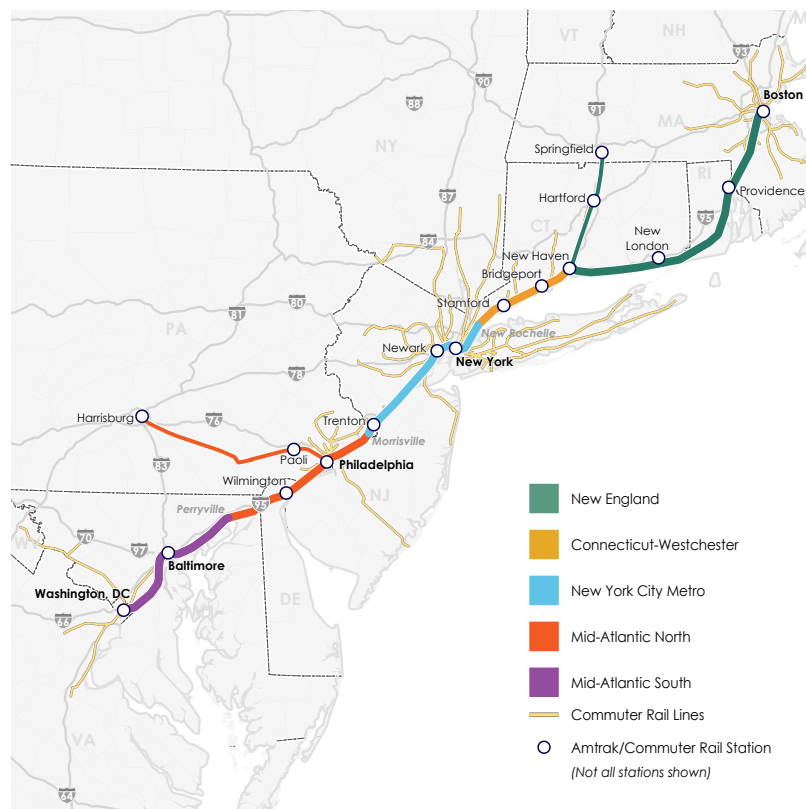 VT
NH
M
93
90
Boston
88
91
MA
NY
Springfield
RI
Providence
87
Hartford
95
CT
New
London
84
New Haven
Bridgeport
80
Stamford
81
New Rochelle
PA
Newark
New York
78
Harrisburg
76
Trenton
Morrisville
Paoli
Philadelphia
83
Wilmington
NJ
Perryville
95
70
97
Baltimore
Washington, DC
DE
66
MD
VA
64
New England
Connecticut-Westchester
New York City Metro
Mid-Atlantic North
Mid-Atlantic South
Commuter Rail Lines
Amtrak/Commuter Rail Station
(Not all stations shown)